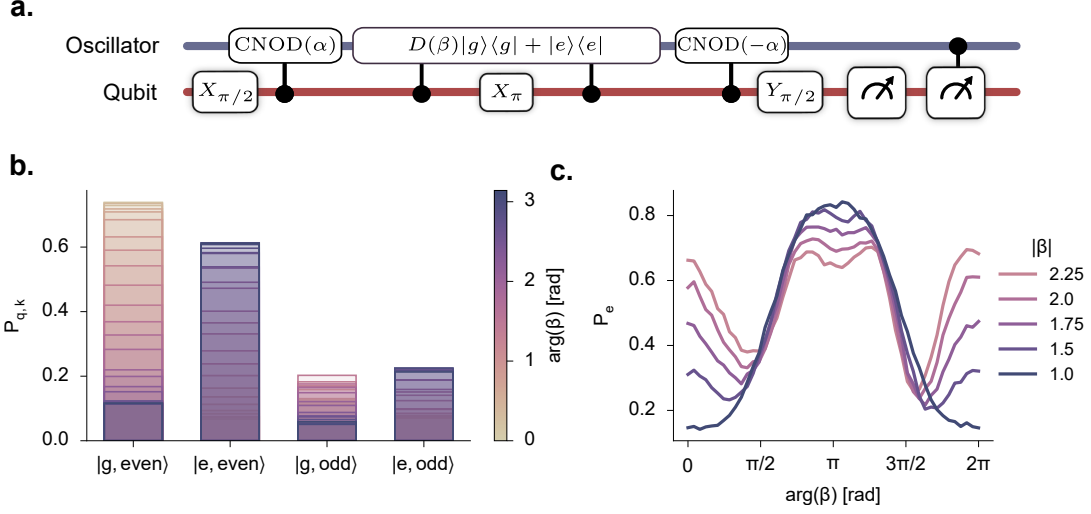 a.
Oscillator
CNOD(α)
D(β)|g⟩⟨g| + |e⟩⟨e|
CNOD(-α)
Qubit
X_{π/2}
X_π
Y_{π/2}
b.
P_{q,k}
0.6
0.4
0.2
0.0
|g, even⟩
|e, even⟩
|g, odd⟩
|e, odd⟩
3
2
1
0
arg(β) [rad]
c.
P_e
0.8
0.6
0.4
0.2
0
π/2
π
3π/2
2π
arg(β) [rad]
|β|
2.25
2.0
1.75
1.5
1.0